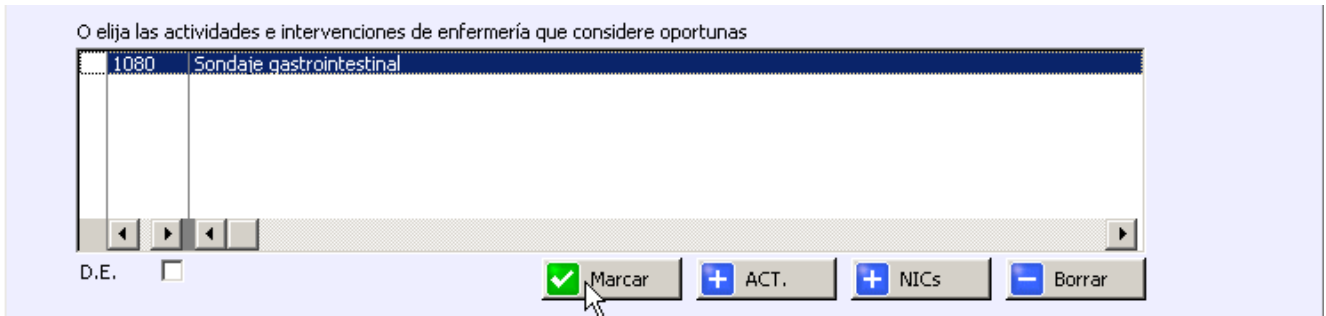 O elija las actividades e intervenciones de enfermería que considere oportunas
1080 Sondaje gastrointestinal
D.E. Marcar ACT. NICs Borrar